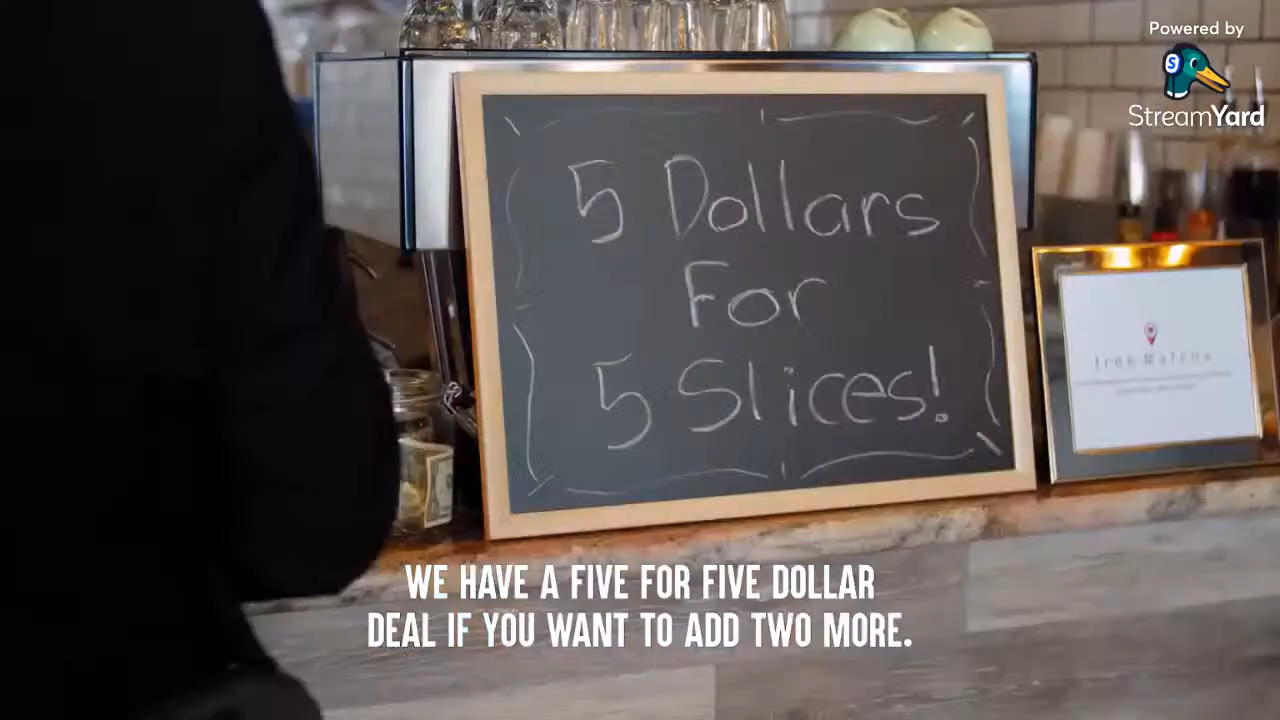 Powered by
StreamYard
5 Dollars
For
5 Slices!
WE HAVE A FIVE FOR FIVE DOLLAR
DEAL IF YOU WANT TO ADD TWO MORE.